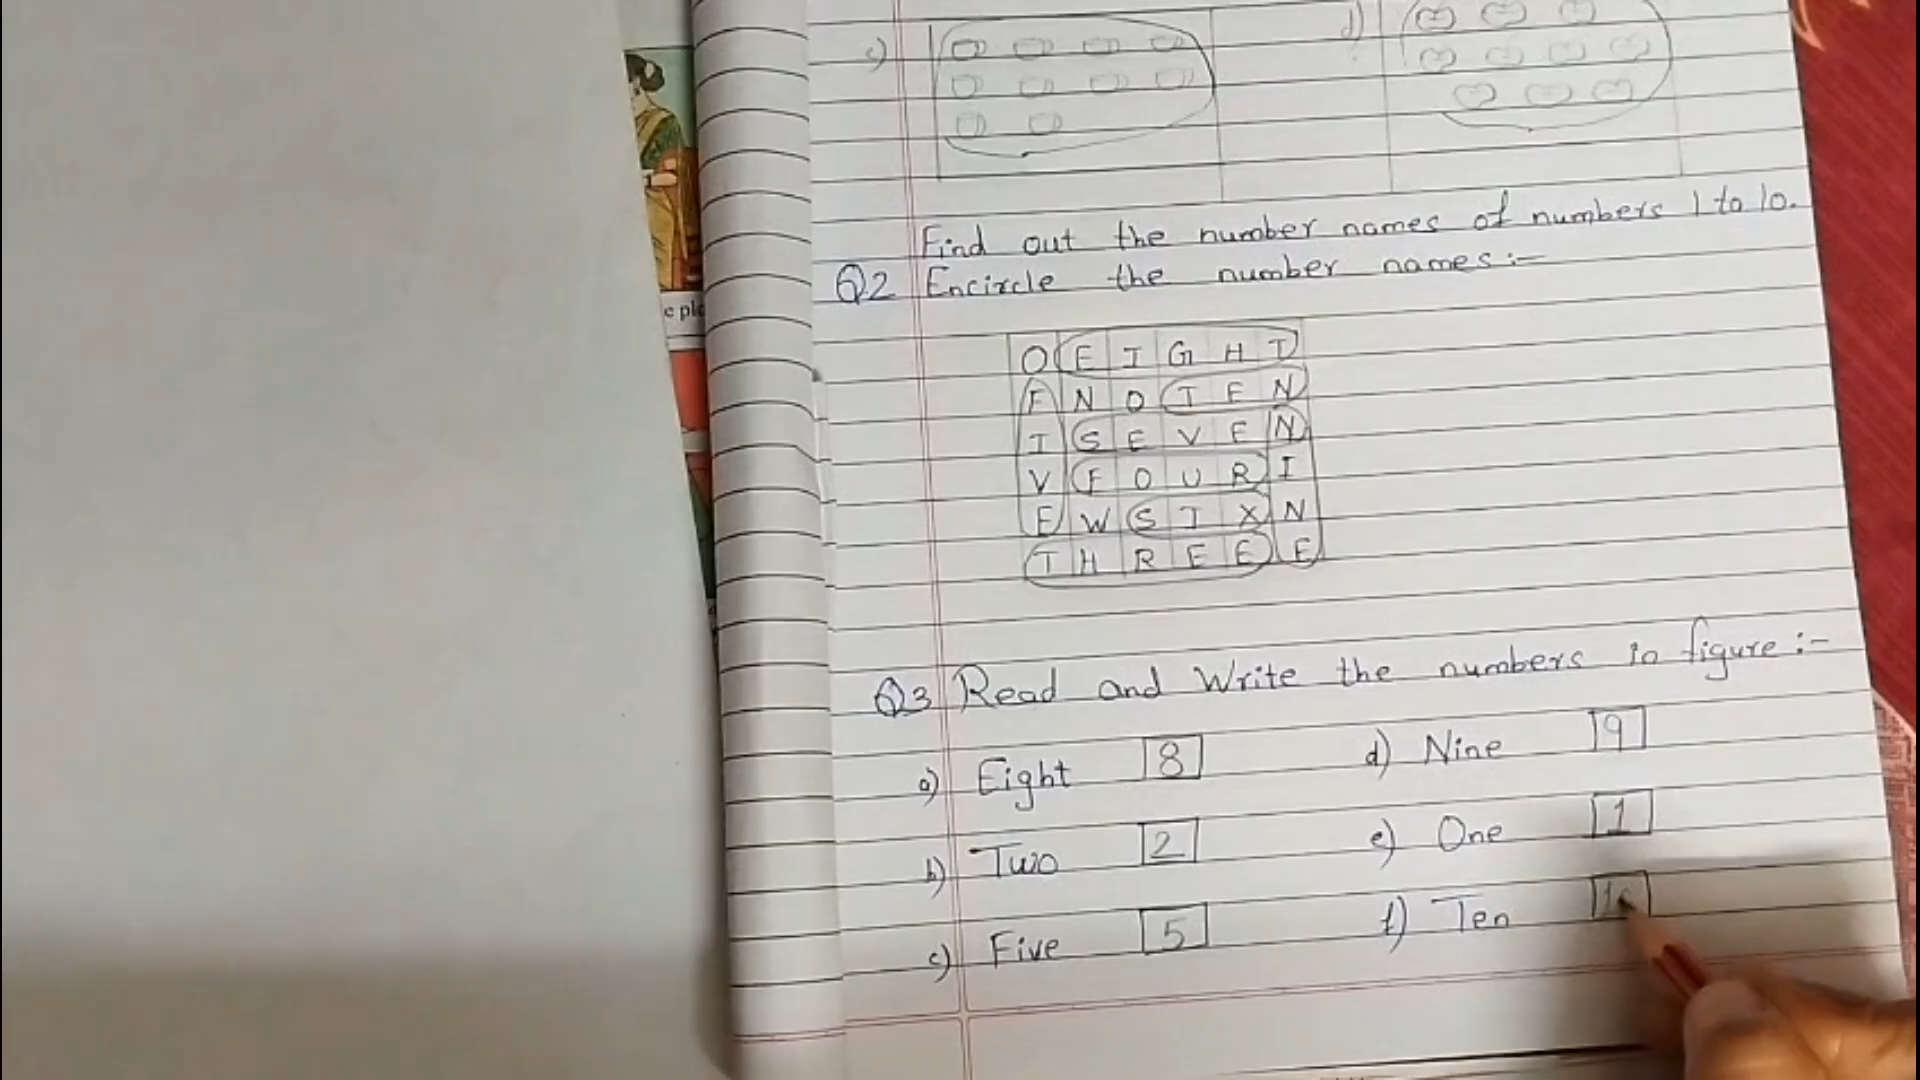 c) d)
Find out the number names of numbers 1 to 10.
Q2 Encircle the number names:-
O E I G H T
F N O T E N
I S E V E N
V F O U R I
E W S I X N
T H R E E E
Q3 Read and Write the numbers in figure:-
a) Eight 8 d) Nine 9
b) Two 2 e) One 1
c) Five 5 f) Ten 10